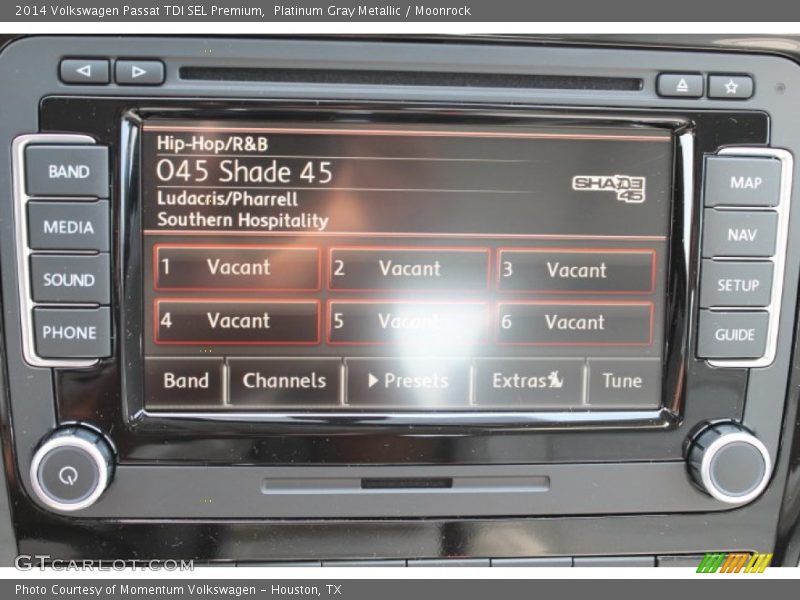 2014 Volkswagen Passat TDI SEL Premium,  Platinum Gray Metallic / Moonrock
BAND
MEDIA
SOUND
PHONE
Hip-Hop/R&B
045 Shade 45
Ludacris/Pharrell
Southern Hospitality
SHADE
45
1 Vacant
2 Vacant
3 Vacant
4 Vacant
5 Vacant
6 Vacant
Band
Channels
Presets
Extras
Tune
MAP
NAV
SETUP
GUIDE
GTcarlot.com
Photo Courtesy of Momentum Volkswagen - Houston, TX